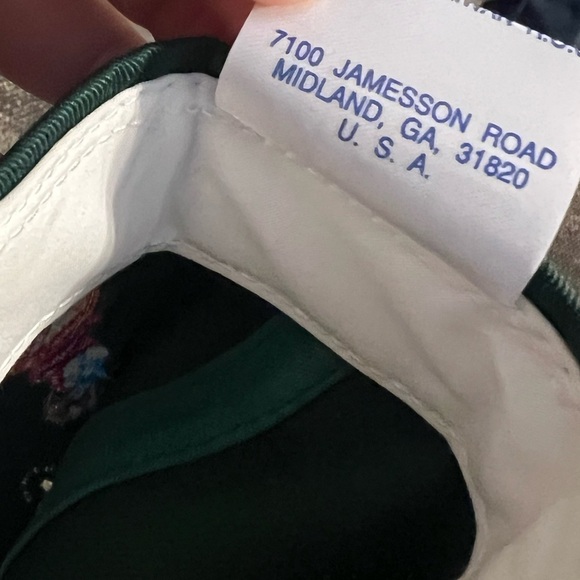 7100 JAMESSON ROAD
MIDLAND, GA, 31820
U. S. A.